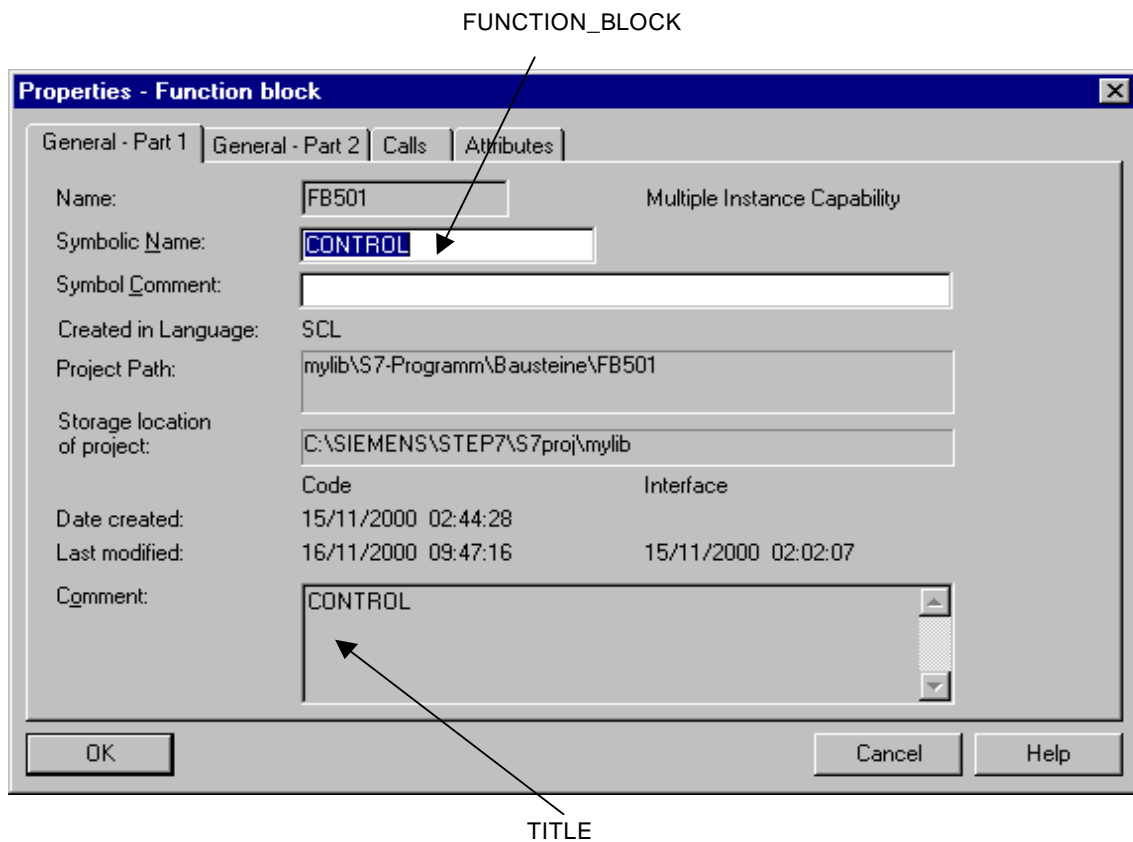 FUNCTION_BLOCK
Properties - Function block
General - Part 1 General - Part 2 Calls Attributes
Name: FB501 Multiple Instance Capability
Symbolic Name: CONTROL
Symbol Comment:
Created in Language: SCL
Project Path: mylib\S7-Programm\Bausteine\FB501
Storage location
of project: C:\SIEMENS\STEP7\S7proj\mylib
Code Interface
Date created: 15/11/2000 02:44:28
Last modified: 16/11/2000 09:47:16 15/11/2000 02:02:07
Comment: CONTROL
OK Cancel Help
TITLE